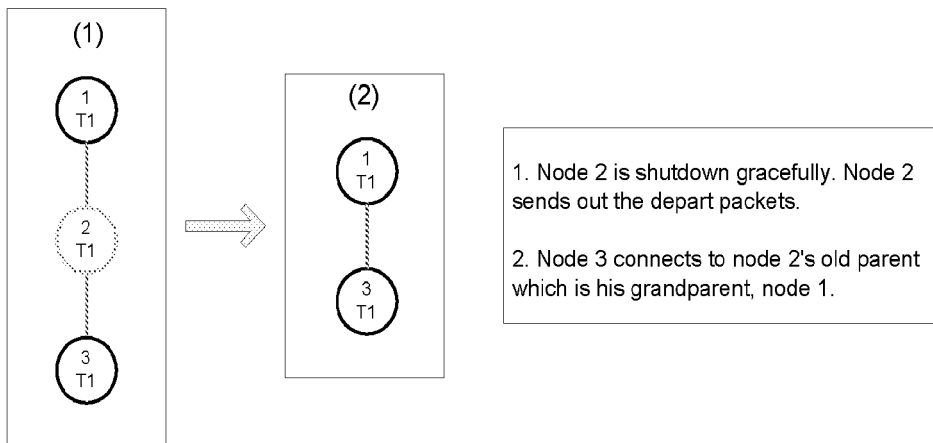 (1)
1
T1
2
T1
3
T1
(2)
1
T1
3
T1
1. Node 2 is shutdown gracefully. Node 2
sends out the depart packets.
2. Node 3 connects to node 2's old parent
which is his grandparent, node 1.